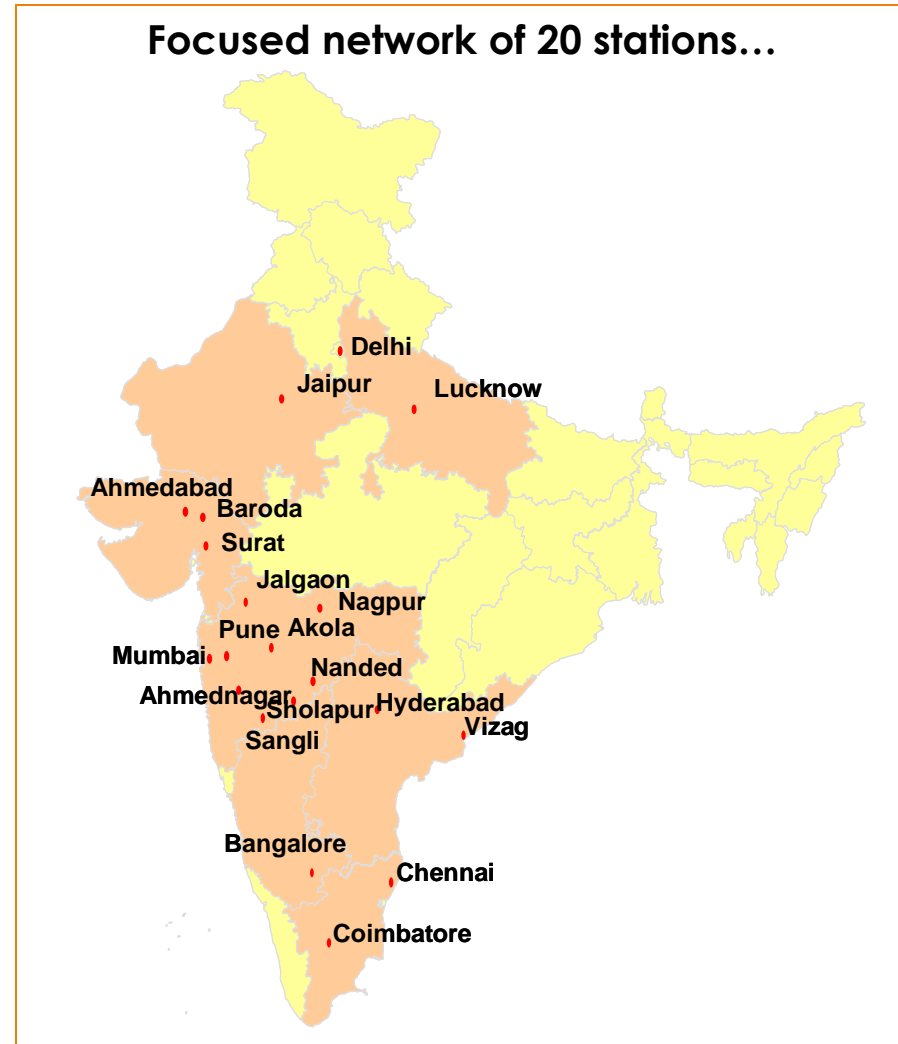 Focused network of 20 stations…
Delhi
Jaipur
Lucknow
Ahmedabad
Baroda
Surat
Jalgaon
Nagpur
Pune
Akola
Mumbai
Nanded
Ahmednagar
Sholapur
Hyderabad
Vizag
Sangli
Bangalore
Chennai
Coimbatore